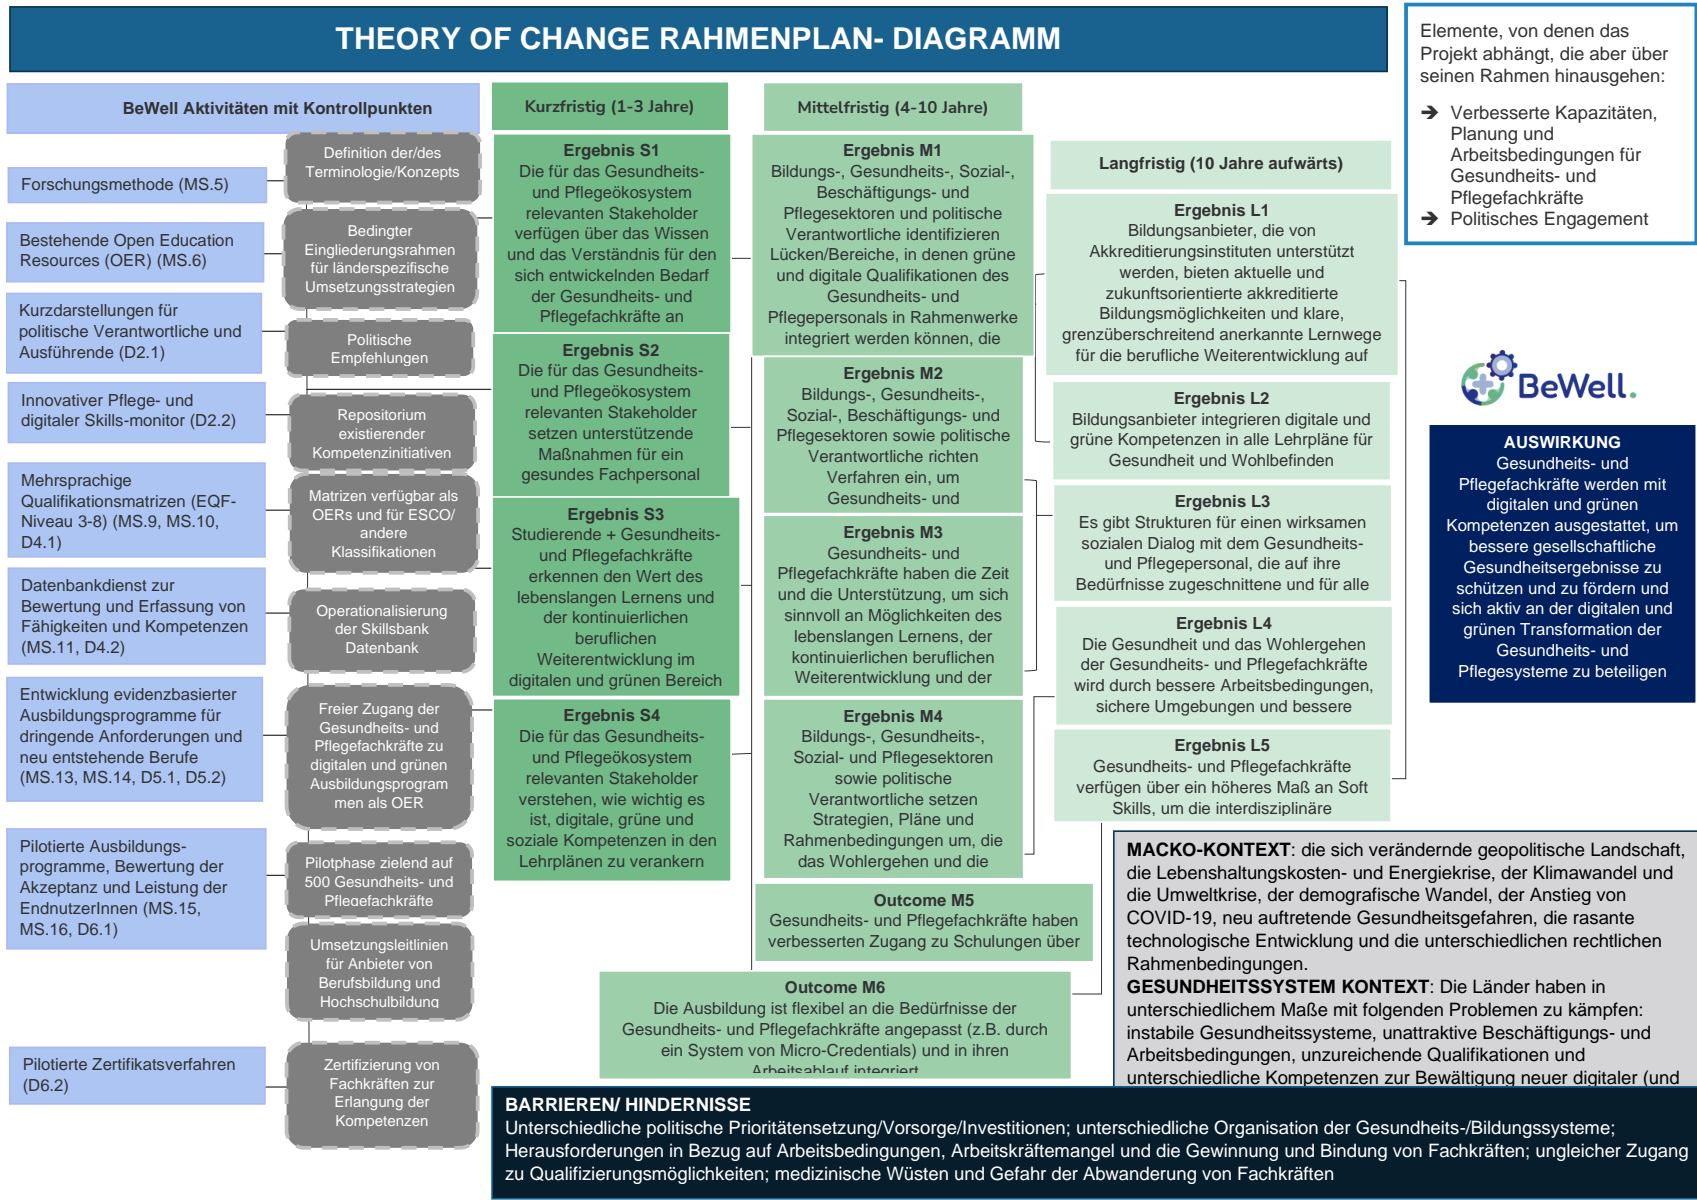 THEORY OF CHANGE RAHMENPLAN- DIAGRAMM
Elemente, von denen das
Projekt abhängt, die aber über
seinen Rahmen hinausgehen:
➔ Verbesserte Kapazitäten,
Planung und
Arbeitsbedingungen für
Gesundheits- und
Pflegefachkräfte
➔ Politisches Engagement
BeWell Aktivitäten mit Kontrollpunkten
Forschungsmethode (MS.5)
Bestehende Open Education
Resources (OER) (MS.6)
Kurzdarstellungen für
politische Verantwortliche und
Ausführende (D2.1)
Innovativer Pflege- und
digitaler Skills-monitor (D2.2)
Mehrsprachige
Qualifikationsmatrizen (EQF-
Niveau 3-8) (MS.9, MS.10,
D4.1)
Datenbankdienst zur
Bewertung und Erfassung von
Fähigkeiten und Kompetenzen
(MS.11, D4.2)
Entwicklung evidenzbasierter
Ausbildungsprogramme für
dringende Anforderungen und
neu entstehende Berufe
(MS.13, MS.14, D5.1, D5.2)
Pilotierte Ausbildungs-
programme, Bewertung der
Akzeptanz und Leistung der
EndnutzerInnen (MS.15,
MS.16, D6.1)
Pilotierte Zertifikatsverfahren
(D6.2)
Definition der/des
Terminologie/Konzepts
Bedingter
Eingliederungsrahmen
für länderspezifische
Umsetzungsstrategien
Politische
Empfehlungen
Repositorium
existierender
Kompetenzinitiativen
Matrizen verfügbar als
OERs und für ESCO/
andere
Klassifikationen
Operationalisierung
der Skillsbank
Datenbank
Freier Zugang der
Gesundheits- und
Pflegefachkräfte zu
digitalen und grünen
Ausbildungsprogram
men als OER
Pilotphase zielend auf
500 Gesundheits- und
Pflegefachkräfte
Umsetzungsleitlinien
für Anbieter von
Berufsbildung und
Hochschulbildung
Zertifizierung von
Fachkräften zur
Erlangung der
Kompetenzen
Kurzfristig (1-3 Jahre)
Ergebnis S1
Die für das Gesundheits-
und Pflegeökosystem
relevanten Stakeholder
verfügen über das Wissen
und das Verständnis für den
sich entwickelnden Bedarf
der Gesundheits- und
Pflegefachkräfte an
Ergebnis S2
Die für das Gesundheits-
und Pflegeökosystem
relevanten Stakeholder
setzen unterstützende
Maßnahmen für ein
gesundes Fachpersonal
Ergebnis S3
Studierende + Gesundheits-
und Pflegefachkräfte
erkennen den Wert des
lebenslangen Lernens und
der kontinuierlichen
beruflichen
Weiterentwicklung im
digitalen und grünen Bereich
Ergebnis S4
Die für das Gesundheits-
und Pflegeökosystem
relevanten Stakeholder
verstehen, wie wichtig es
ist, digitale, grüne und
soziale Kompetenzen in den
Lehrplänen zu verankern
Mittelfristig (4-10 Jahre)
Ergebnis M1
Bildungs-, Gesundheits-, Sozial-,
Beschäftigungs- und
Pflegesektoren und politische
Verantwortliche identifizieren
Lücken/Bereiche, in denen grüne
und digitale Qualifikationen des
Gesundheits- und
Pflegepersonals in Rahmenwerke
integriert werden können, die
Ergebnis M2
Bildungs-, Gesundheits-,
Sozial-, Beschäftigungs- und
Pflegesektoren sowie politische
Verantwortliche richten
Verfahren ein, um
Gesundheits- und
Ergebnis M3
Gesundheits- und
Pflegefachkräfte haben die Zeit
und die Unterstützung, um sich
sinnvoll an Möglichkeiten des
lebenslangen Lernens, der
kontinuierlichen beruflichen
Weiterentwicklung und der
Ergebnis M4
Bildungs-, Gesundheits-,
Sozial- und Pflegesektoren
sowie politische
Verantwortliche setzen
Strategien, Pläne und
Rahmenbedingungen um, die
das Wohlergehen und die
Outcome M5
Gesundheits- und Pflegefachkräfte haben
verbesserten Zugang zu Schulungen über
Outcome M6
Die Ausbildung ist flexibel an die Bedürfnisse der
Gesundheits- und Pflegefachkräfte angepasst (z.B. durch
ein System von Micro-Credentials) und in ihren
Arbeitsablauf integriert
Langfristig (10 Jahre aufwärts)
Ergebnis L1
Bildungsanbieter, die von
Akkreditierungsinstituten unterstützt
werden, bieten aktuelle und
zukunftsorientierte akkreditierte
Bildungsmöglichkeiten und klare,
grenzüberschreitend anerkannte Lernwege
für die berufliche Weiterentwicklung auf
Ergebnis L2
Bildungsanbieter integrieren digitale und
grüne Kompetenzen in alle Lehrpläne für
Gesundheit und Wohlbefinden
Ergebnis L3
Es gibt Strukturen für einen wirksamen
sozialen Dialog mit dem Gesundheits-
und Pflegepersonal, die auf ihre
Bedürfnisse zugeschnittene und für alle
Ergebnis L4
Die Gesundheit und das Wohlergehen
der Gesundheits- und Pflegefachkräfte
wird durch bessere Arbeitsbedingungen,
sichere Umgebungen und bessere
Ergebnis L5
Gesundheits- und Pflegefachkräfte
verfügen über ein höheres Maß an Soft
Skills, um die interdisziplinäre
BeWell.
AUSWIRKUNG
Gesundheits- und
Pflegefachkräfte werden mit
digitalen und grünen
Kompetenzen ausgestattet, um
bessere gesellschaftliche
Gesundheitsergebnisse zu
schützen und zu fördern und
sich aktiv an der digitalen und
grünen Transformation der
Gesundheits- und
Pflegesysteme zu beteiligen
MACKO-KONTEXT: die sich verändernde geopolitische Landschaft,
die Lebenshaltungskosten- und Energiekrise, der Klimawandel und
die Umweltkrise, der demografische Wandel, der Anstieg von
COVID-19, neu auftretende Gesundheitsgefahren, die rasante
technologische Entwicklung und die unterschiedlichen rechtlichen
Rahmenbedingungen.
GESUNDHEITSSYSTEM KONTEXT: Die Länder haben in
unterschiedlichem Maße mit folgenden Problemen zu kämpfen:
instabile Gesundheitssysteme, unattraktive Beschäftigungs- und
Arbeitsbedingungen, unzureichende Qualifikationen und
unterschiedliche Kompetenzen zur Bewältigung neuer digitaler (und
BARRIEREN/ HINDERNISSE
Unterschiedliche politische Prioritätensetzung/Vorsorge/Investitionen; unterschiedliche Organisation der Gesundheits-/Bildungssysteme;
Herausforderungen in Bezug auf Arbeitsbedingungen, Arbeitskräftemangel und die Gewinnung und Bindung von Fachkräften; ungleicher Zugang
zu Qualifizierungsmöglichkeiten; medizinische Wüsten und Gefahr der Abwanderung von Fachkräften